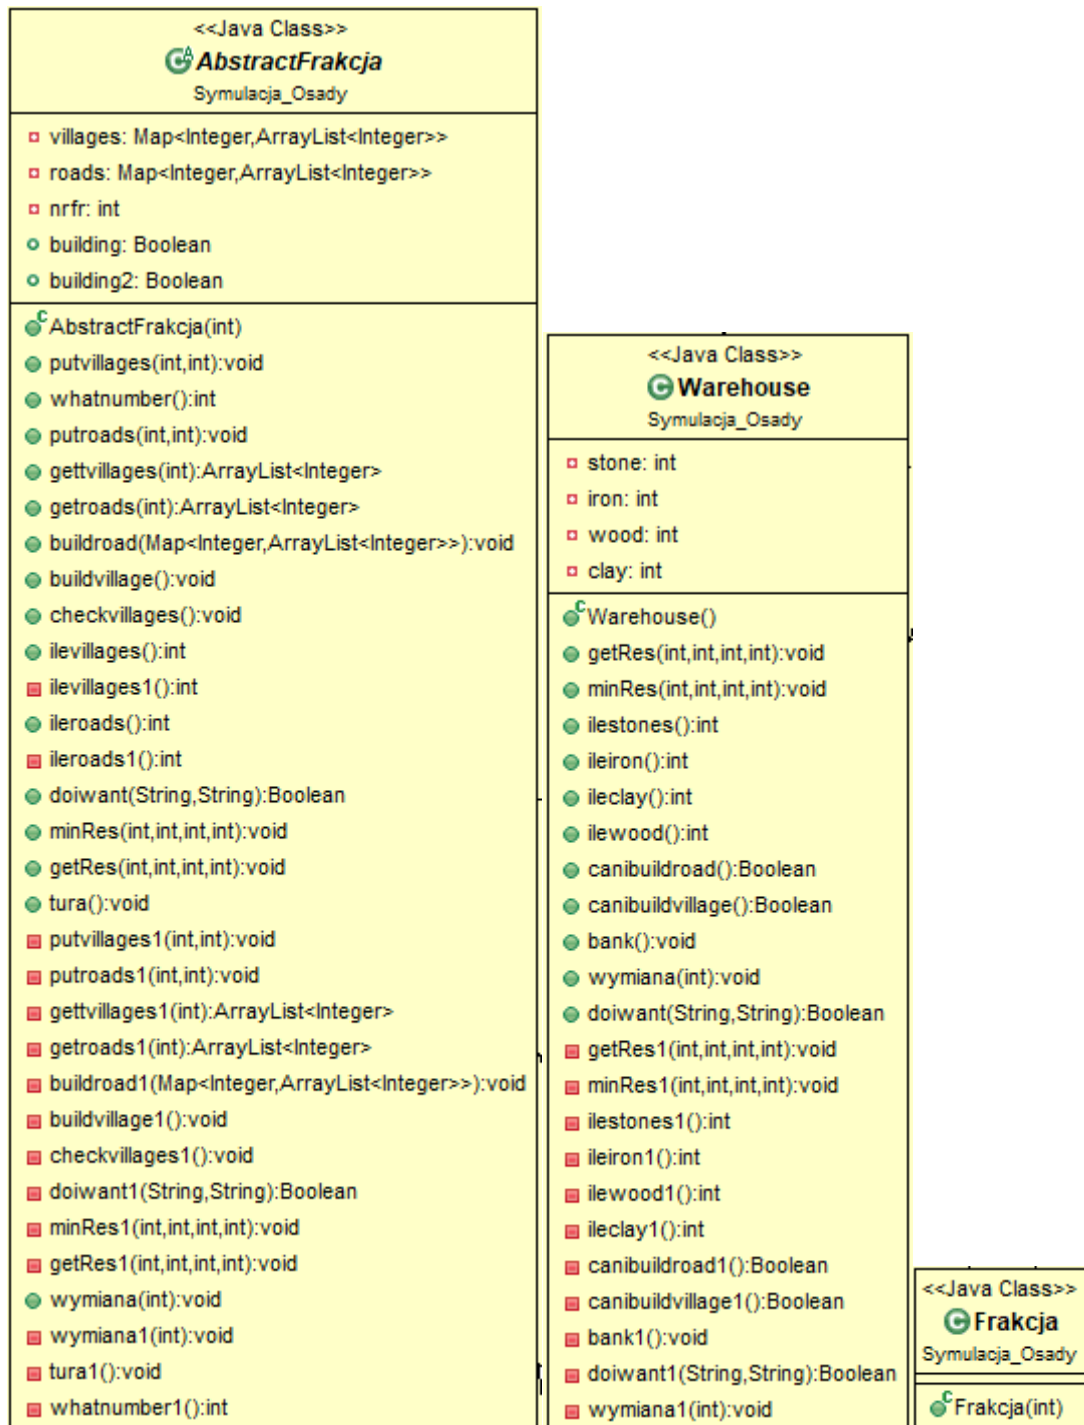 <<Java Class>>
AbstractFrakcja
Symulacja_Osady
villages: Map<Integer,ArrayList<Integer>>
roads: Map<Integer,ArrayList<Integer>>
nrfr: int
building: Boolean
building2: Boolean
AbstractFrakcja(int)
putvillages(int,int):void
whatnumber():int
putroads(int,int):void
gettvillages(int):ArrayList<Integer>
getroads(int):ArrayList<Integer>
buildroad(Map<Integer,ArrayList<Integer>>):void
buildvillage():void
checkvillages():void
ilevillages():int
ilevillages1():int
ileroads():int
ileroads1():int
doiwant(String,String):Boolean
minRes(int,int,int,int):void
getRes(int,int,int,int):void
tura():void
putvillages1(int,int):void
putroads1(int,int):void
gettvillages1(int):ArrayList<Integer>
getroads1(int):ArrayList<Integer>
buildroad1(Map<Integer,ArrayList<Integer>>):void
buildvillage1():void
checkvillages1():void
doiwant1(String,String):Boolean
minRes1(int,int,int,int):void
getRes1(int,int,int,int):void
wymiana(int):void
wymiana1(int):void
tura1():void
whatnumber1():int
<<Java Class>>
Warehouse
Symulacja_Osady
stone: int
iron: int
wood: int
clay: int
Warehouse()
getRes(int,int,int,int):void
minRes(int,int,int,int):void
ilestones():int
ileiron():int
ileclay():int
ilewood():int
canibuildroad():Boolean
canibuildvillage():Boolean
bank():void
wymiana(int):void
doiwant(String,String):Boolean
getRes1(int,int,int,int):void
minRes1(int,int,int,int):void
ilestones1():int
ileiron1():int
ilewood1():int
ileclay1():int
canibuildroad1():Boolean
canibuildvillage1():Boolean
bank1():void
doiwant1(String,String):Boolean
wymiana1(int):void
<<Java Class>>
Frakcja
Symulacja_Osady
Frakcja(int)